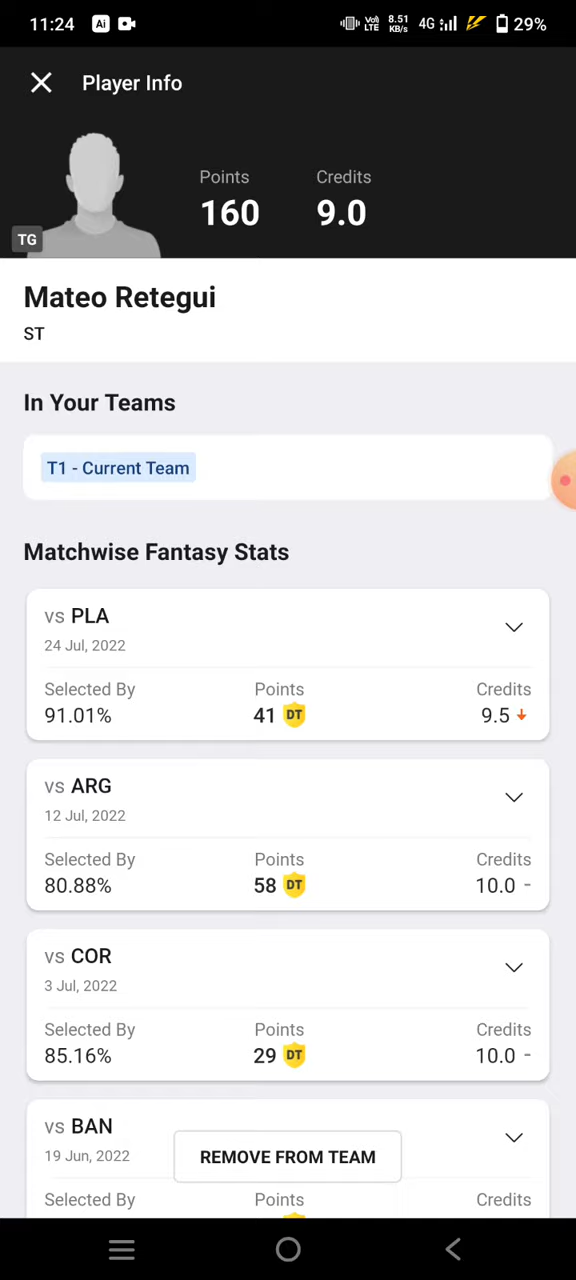 11:24 Ai Vo) LTE 8.51 KB/s 4G 29%
Player Info
Points Credits
160 9.0
TG
Mateo Retegui
ST
In Your Teams
T1 - Current Team
Matchwise Fantasy Stats
vs PLA
24 Jul, 2022
Selected By Points Credits
91.01% 41 DT 9.5
vs ARG
12 Jul, 2022
Selected By Points Credits
80.88% 58 DT 10.0 -
vs COR
3 Jul, 2022
Selected By Points Credits
85.16% 29 DT 10.0 -
vs BAN
19 Jun, 2022
REMOVE FROM TEAM
Selected By Points Credits